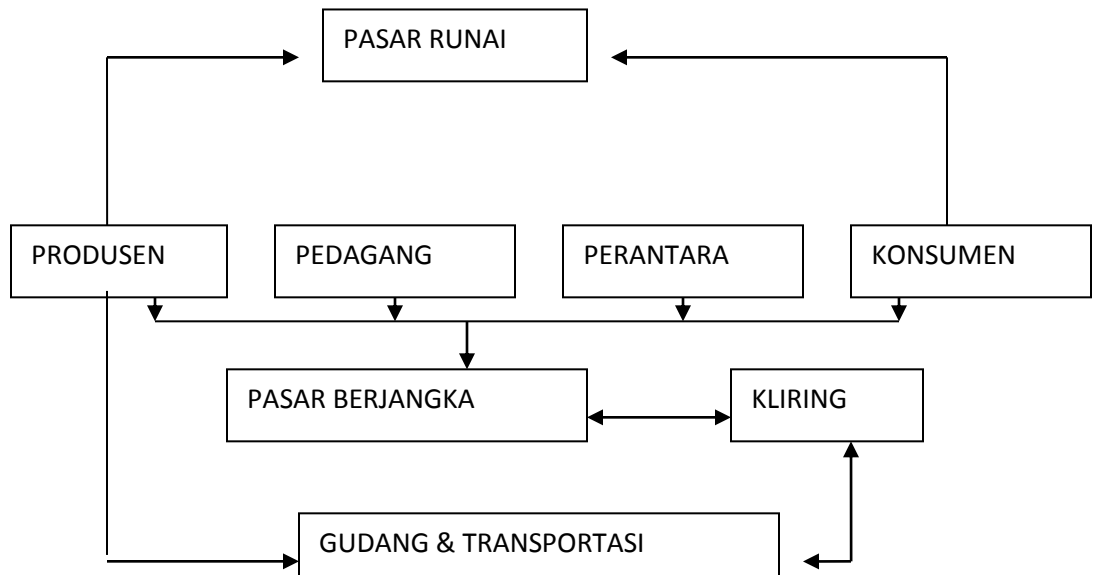 PASAR RUNAI
PRODUSEN
PEDAGANG
PERANTARA
KONSUMEN
PASAR BERJANGKA
KLIRING
GUDANG & TRANSPORTASI